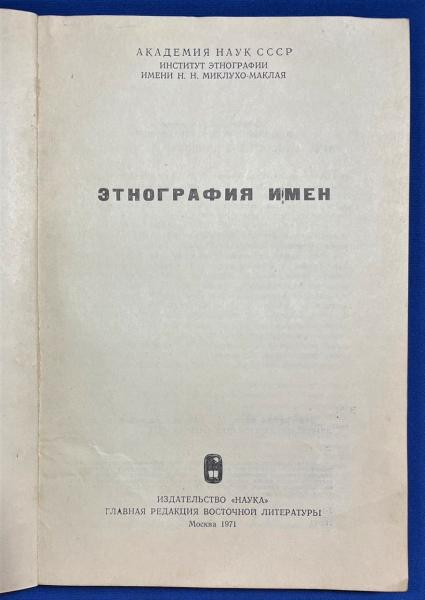 АКАДЕМИЯ НАУК СССР
ИНСТИТУТ ЭТНОГРАФИИ
ИМЕНИ Н. Н. МИКЛУХО-МАКЛАЯ
ЭТНОГРАФИЯ ИМЕН
ИЗДАТЕЛЬСТВО «НАУКА»
ГЛАВНАЯ РЕДАКЦИЯ ВОСТОЧНОЙ ЛИТЕРАТУРЫ
Москва 1971